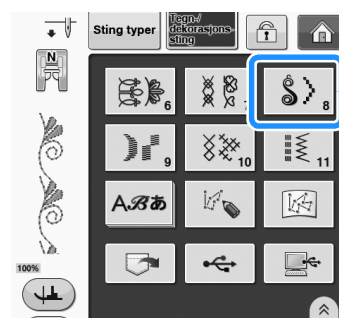 Sting typer
Tegn-/
dekorasjons-
sting
N
6
7
8
9
10
11
Aℬあ
100%